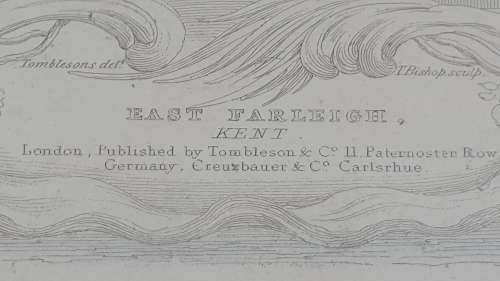 Tomblesons delt. T Bishop. sculp.
EAST FARLEIGH,
KENT.
London, Published by Tombleson & Co. 11. Paternoster Row
Germany, Creuzbauer & Co. Carlsrhue.